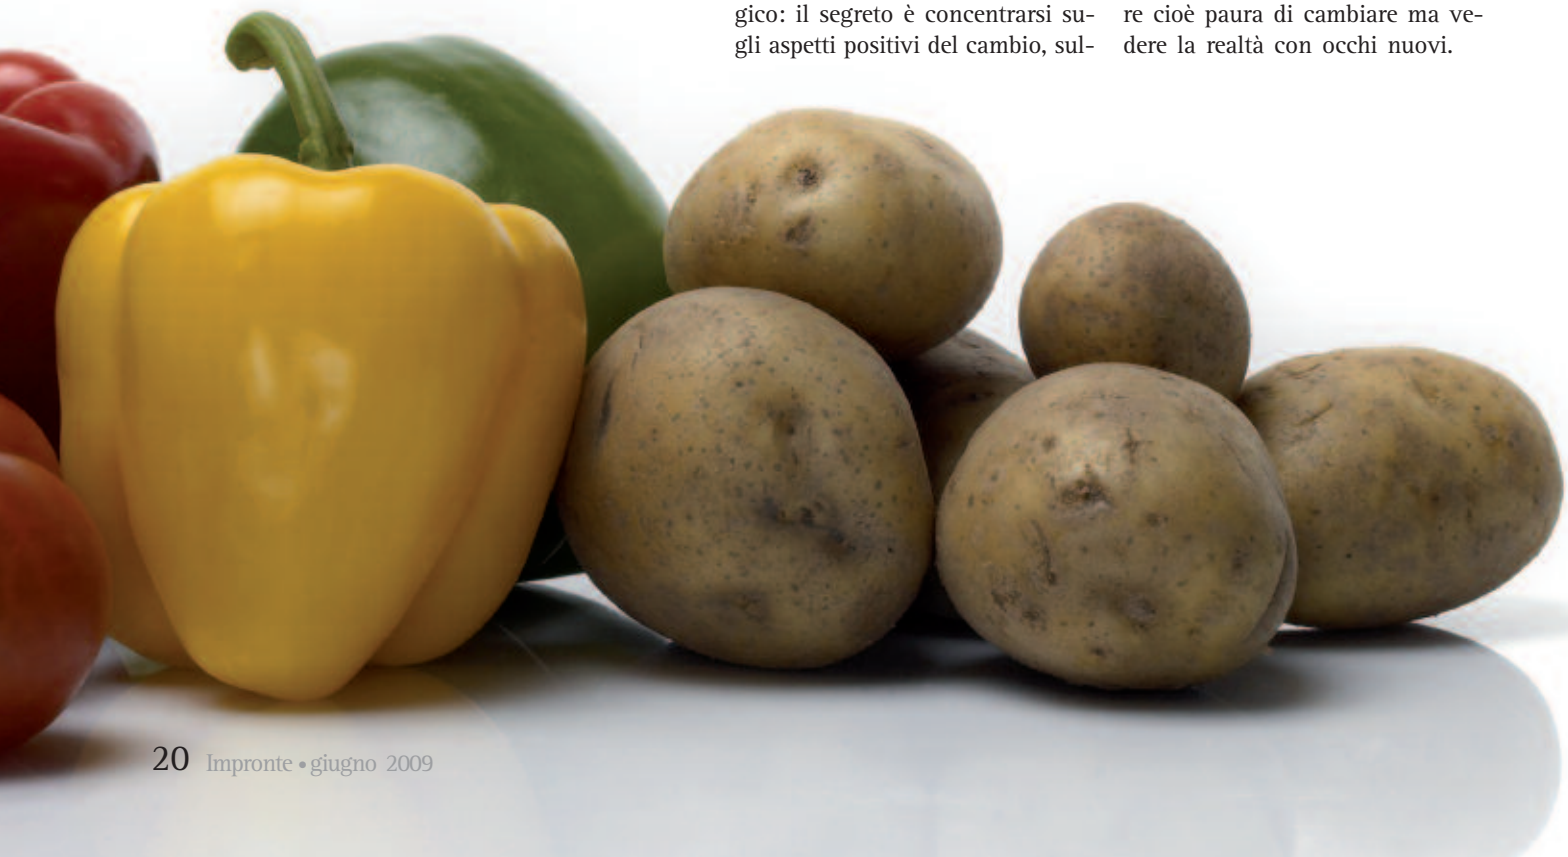 gico: il segreto è concentrarsi su-
gli aspetti positivi del cambio, sul-
re cioè paura di cambiare ma ve-
dere la realtà con occhi nuovi.
20 Impronte • giugno 2009